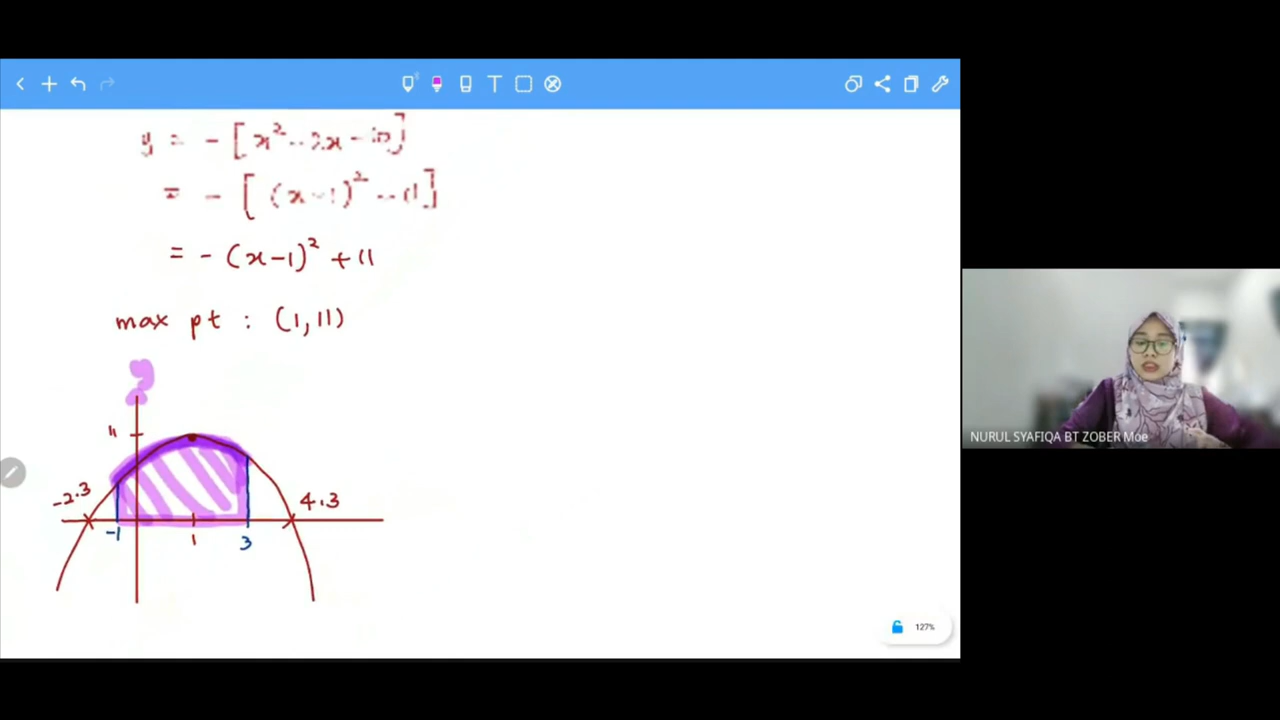 y = - [x² - 2x - 10]
= - [ (x - 1)² - 11 ]
= - (x-1)² + 11
max pt : (1, 11)
y
11
-2.3
4.3
-1
1
3
127%
NURUL SYAFIQA BT ZOBER Moe